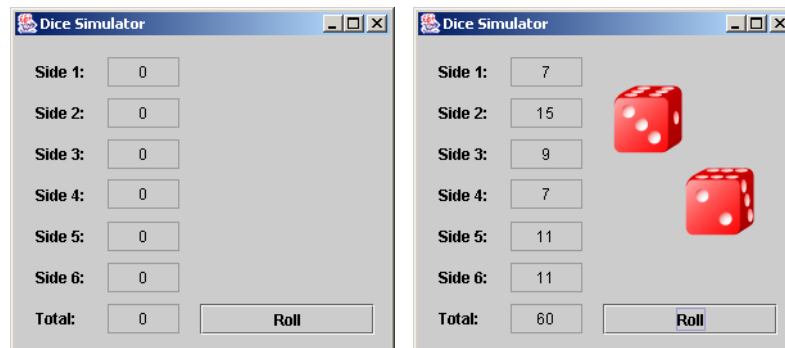 Dice Simulator
Side 1: 0
Side 2: 0
Side 3: 0
Side 4: 0
Side 5: 0
Side 6: 0
Total: 0 Roll
Dice Simulator
Side 1: 7
Side 2: 15
Side 3: 9
Side 4: 7
Side 5: 11
Side 6: 11
Total: 60 Roll